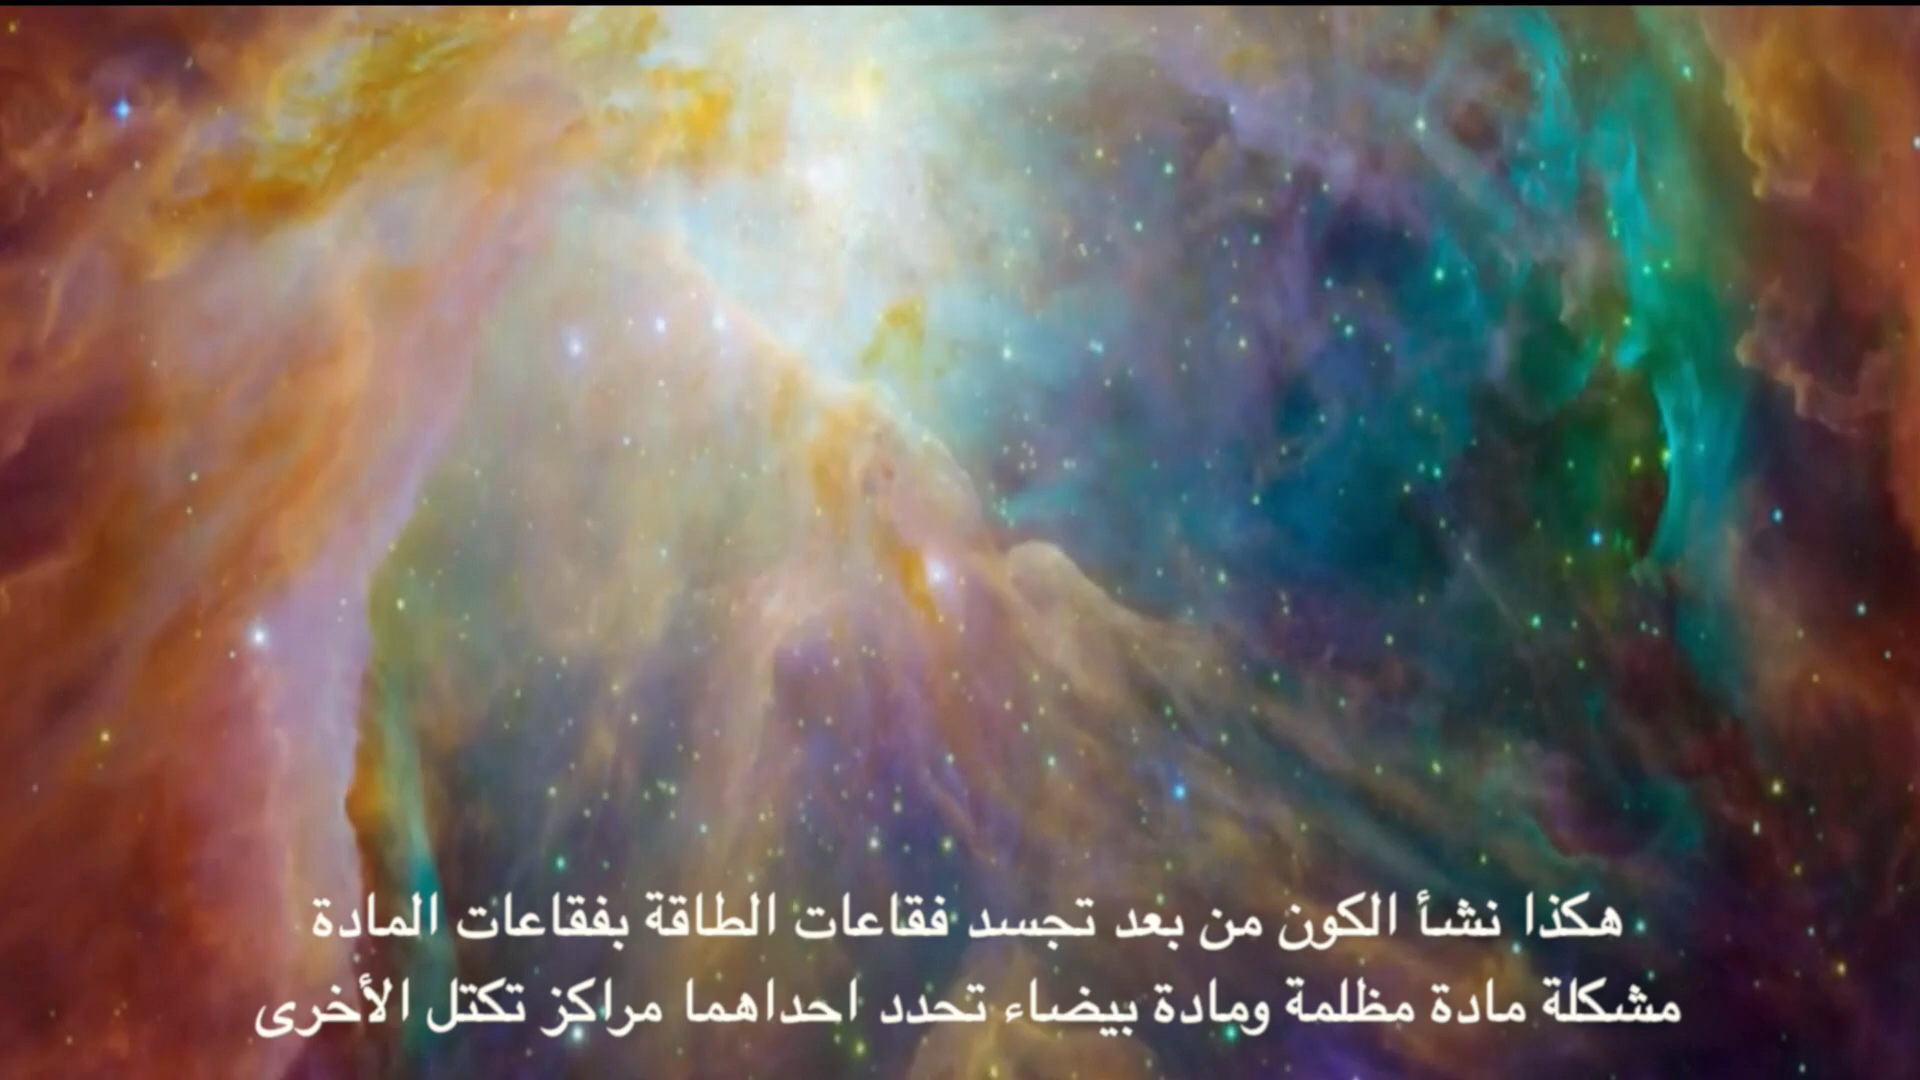 هكذا نشأ الكون من بعد تجسد فقاعات الطاقة بفقاعات المادة
مشكلة مادة مظلمة ومادة بيضاء تحدد احداهما مراكز تكتل الأخرى